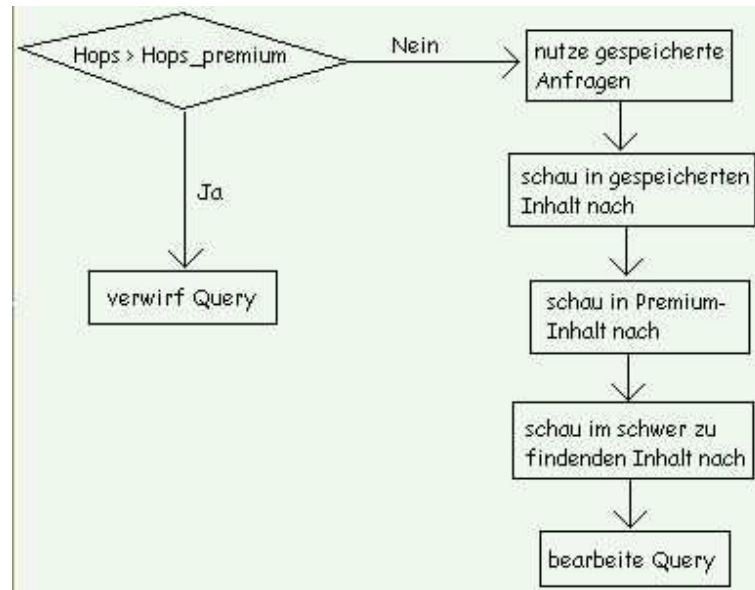 Hops > Hops_premium
Nein
nutze gespeicherte
Anfragen
schau in gespeicherten
Inhalt nach
Ja
verwirf Query
schau in Premium-
Inhalt nach
schau im schwer zu
findenden Inhalt nach
bearbeite Query